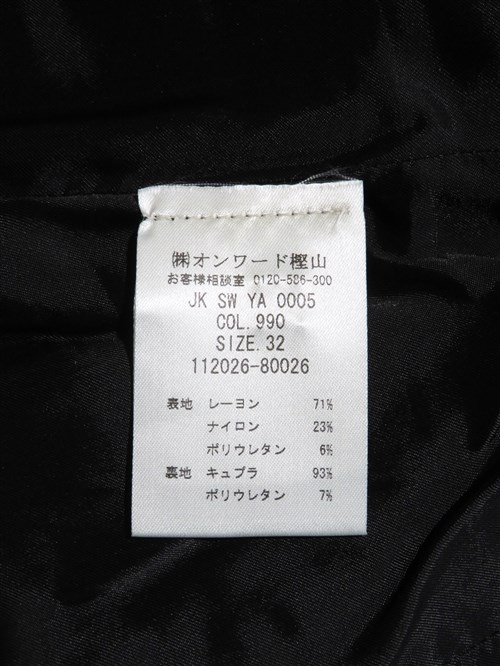 ㈱オンワード樫山
お客様相談室 0120-586-300
JK SW YA 0005
COL.990
SIZE.32
112026-80026
表地 レーヨン 71%
ナイロン 23%
ポリウレタン 6%
裏地 キュプラ 93%
ポリウレタン 7%